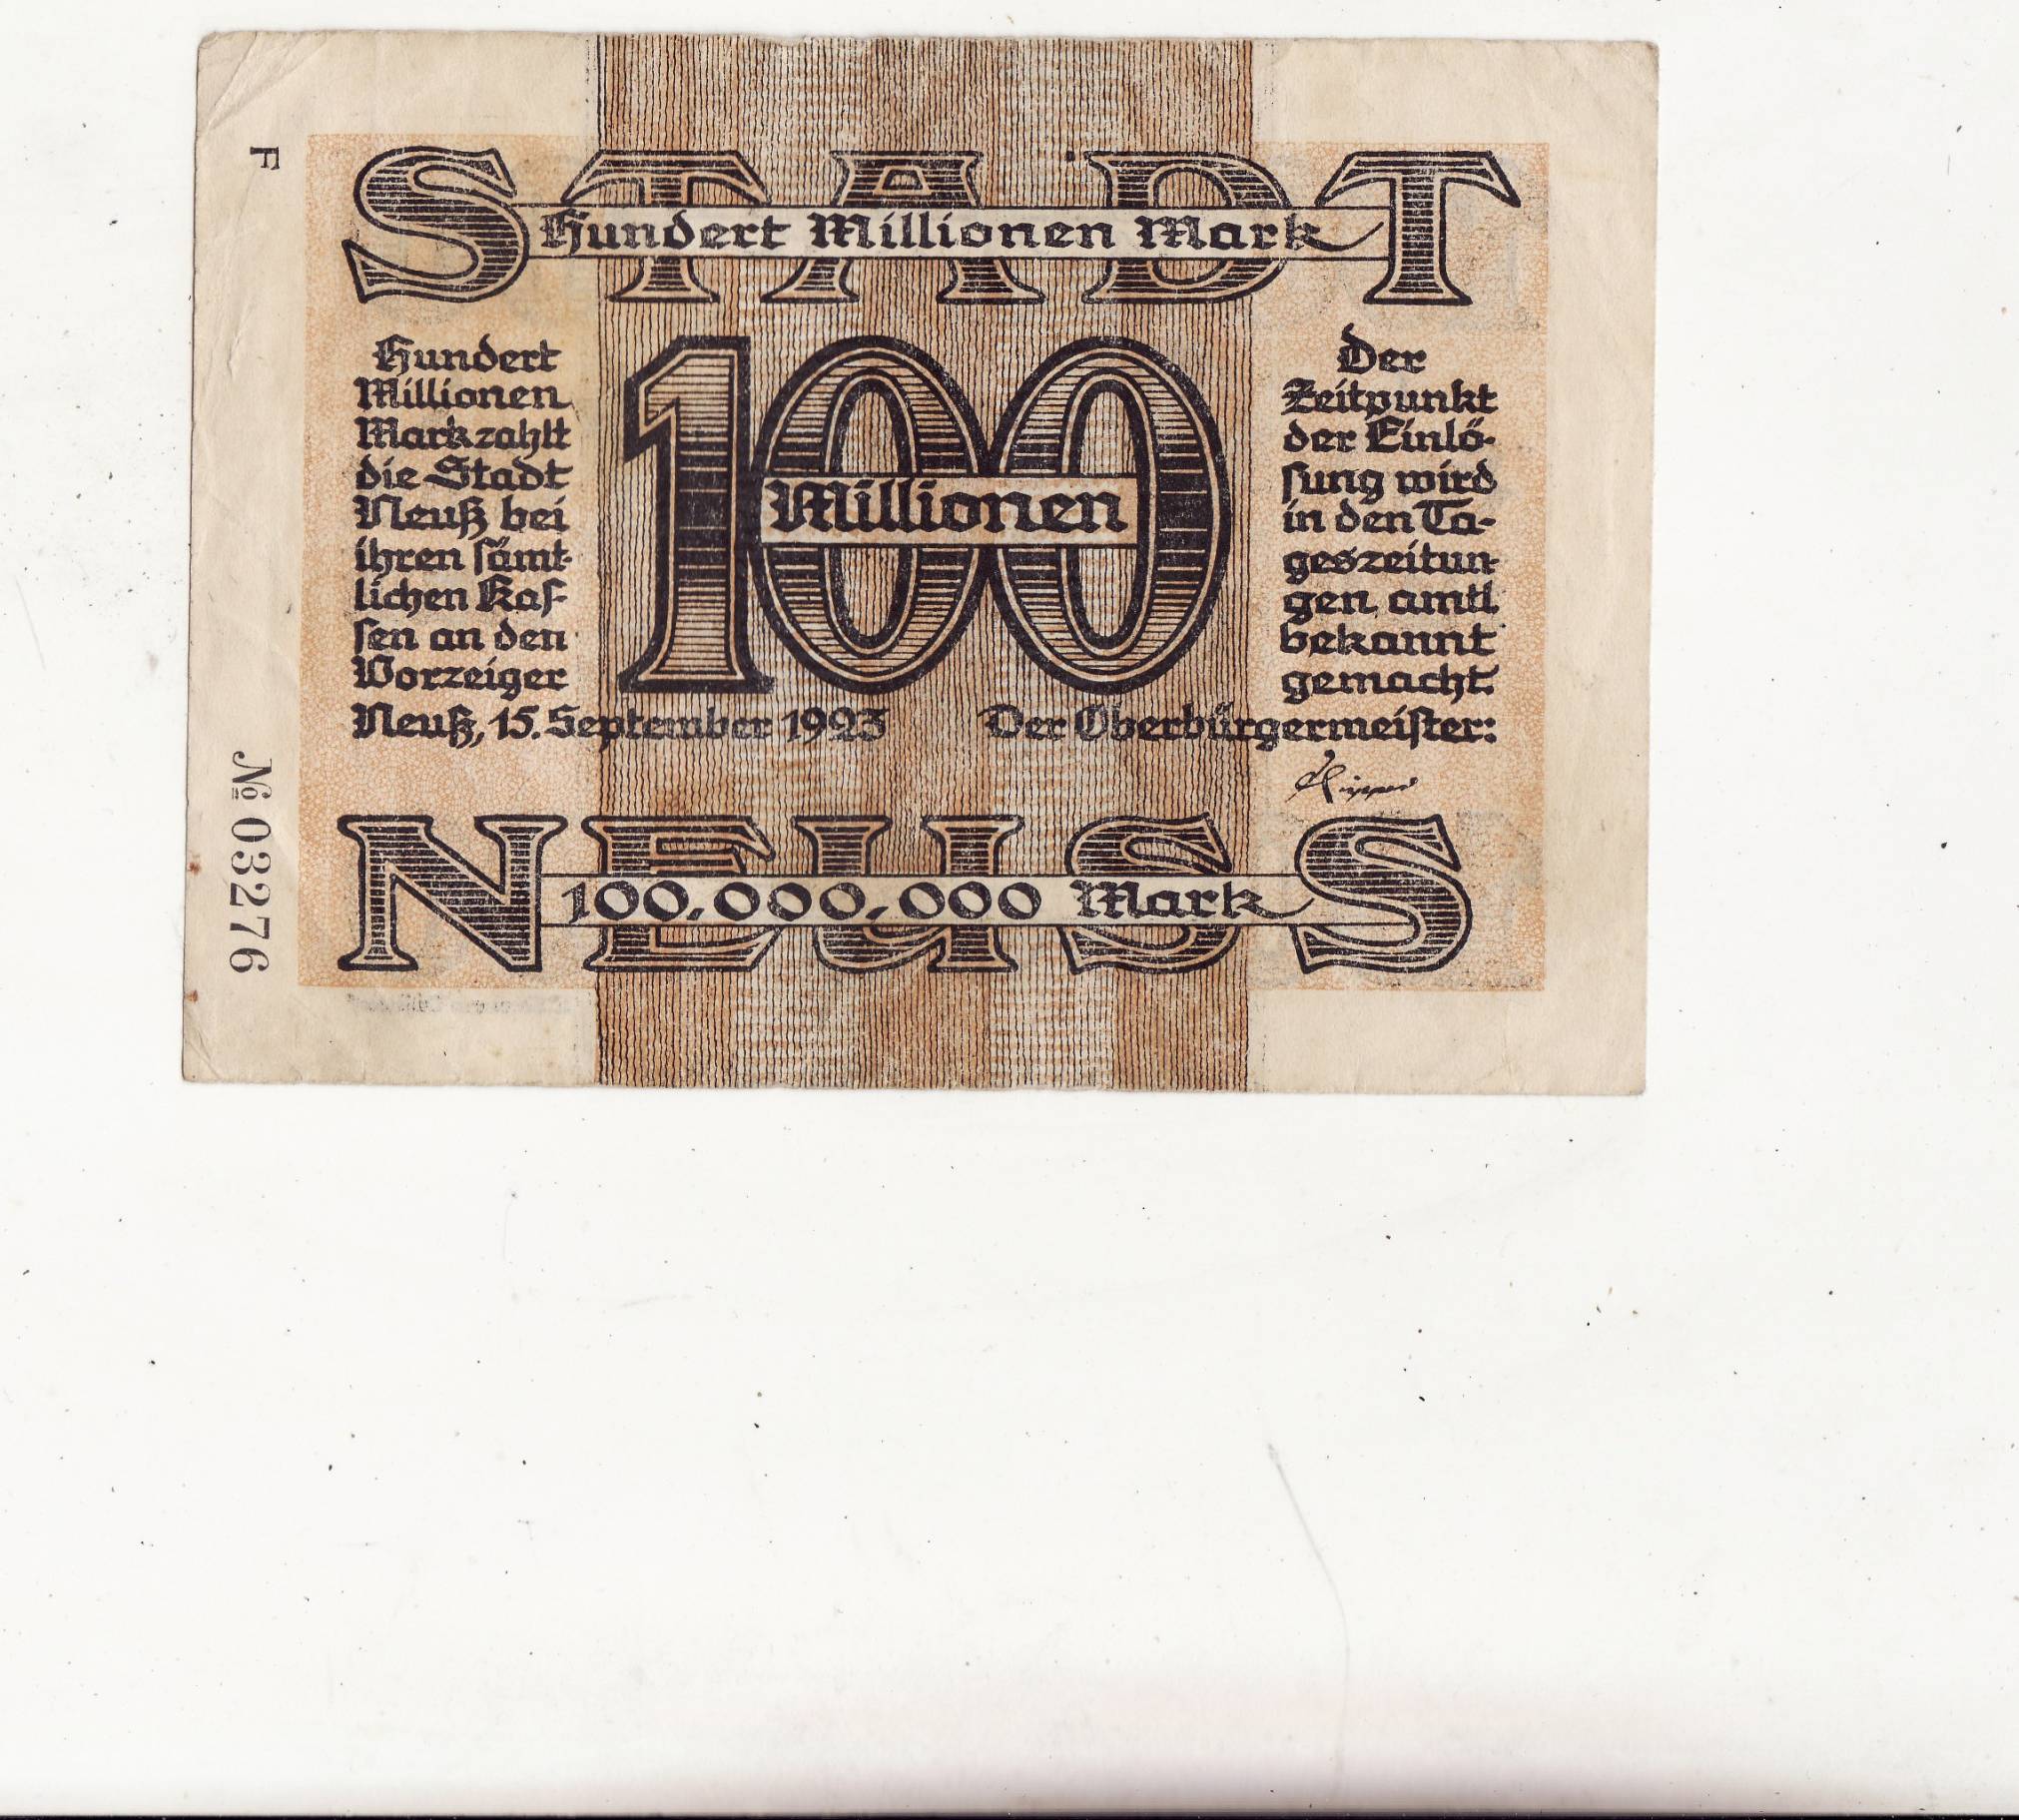 STADT
Hundert Millionen Mark
Hundert
Millionen
Mark zahlt
die Stadt
Neuß bei
ihren sämt-
lichen Kas-
sen an den
Vorzeiger
100
Millionen
Der
Zeitpunkt
der Einlö-
sung wird
in den Ta-
geszeitun-
gen amtl.
bekannt
gemacht.
Neuß, 15. September 1923
Der Oberbürgermeister:
NEUSS
100.000.000 Mark
F
№ 03276